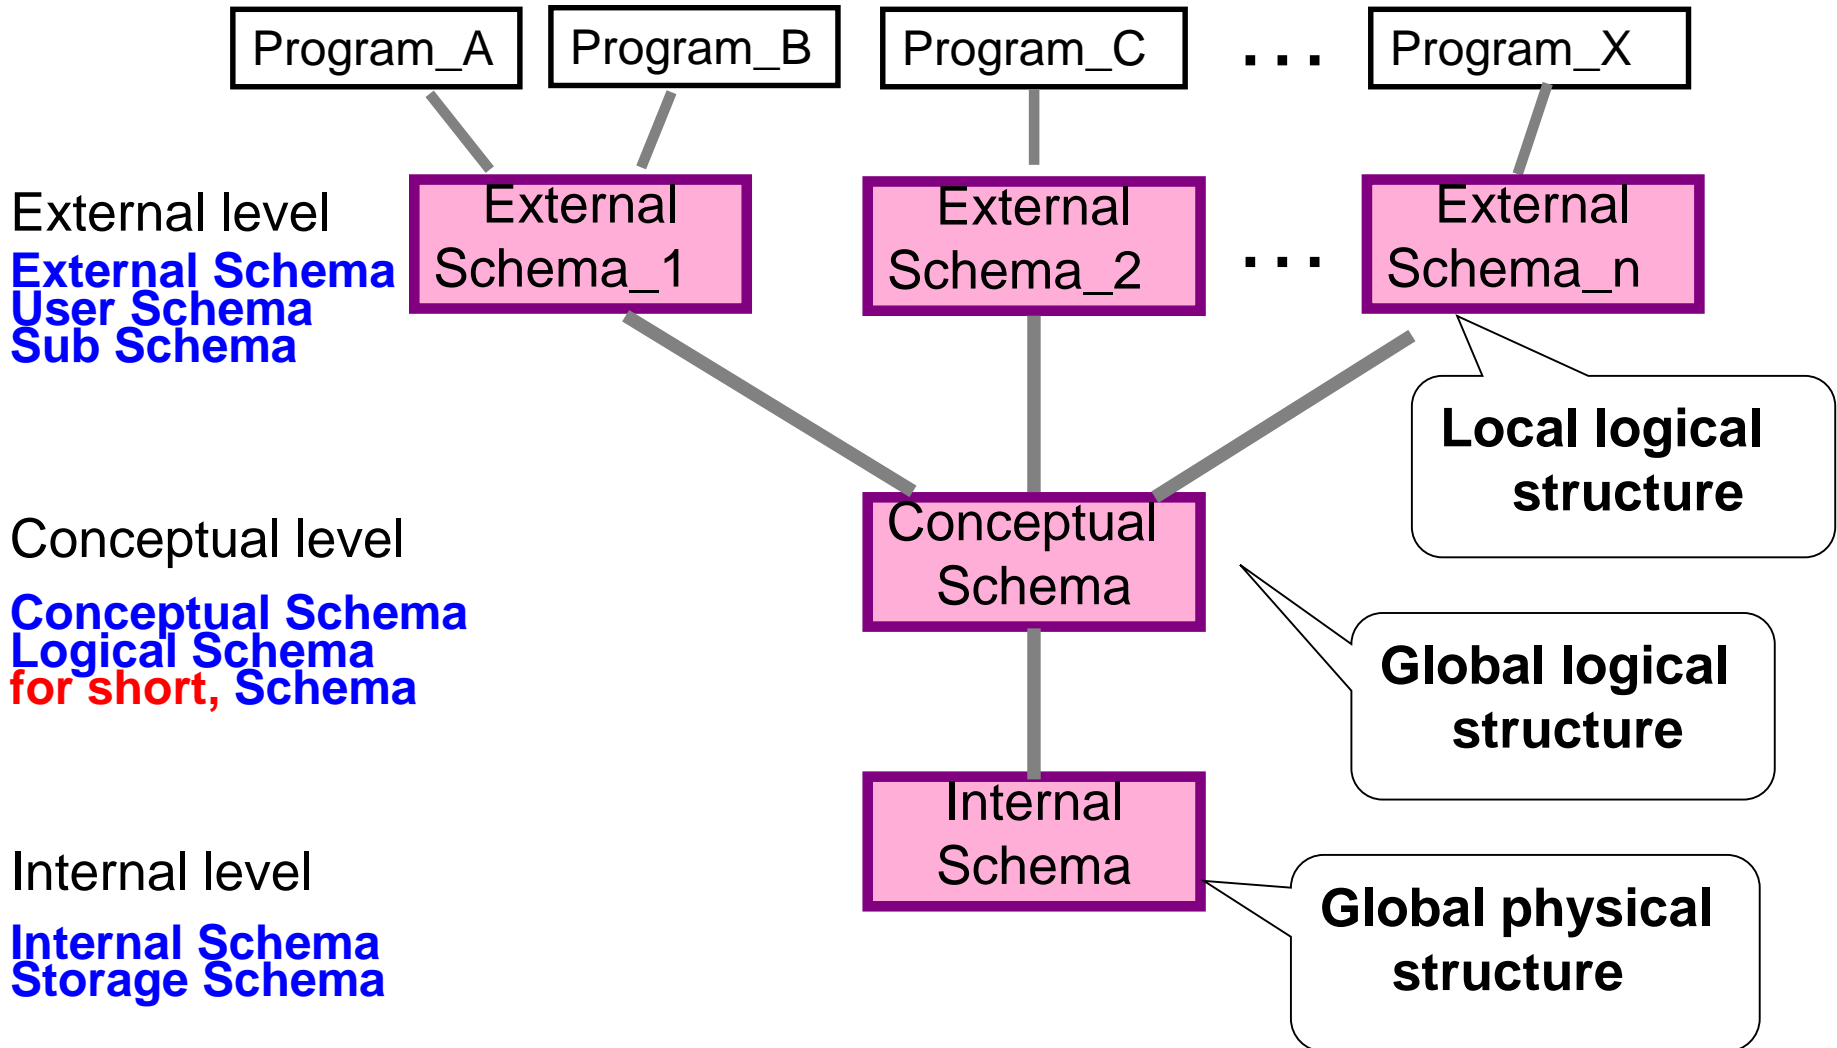 Program_A
Program_B
Program_C
...
Program_X
External level
External Schema
User Schema
Sub Schema
External
Schema_1
External
Schema_2
...
External
Schema_n
Local logical
structure
Conceptual level
Conceptual Schema
Logical Schema
for short, Schema
Conceptual
Schema
Global logical
structure
Internal level
Internal Schema
Storage Schema
Internal
Schema
Global physical
structure